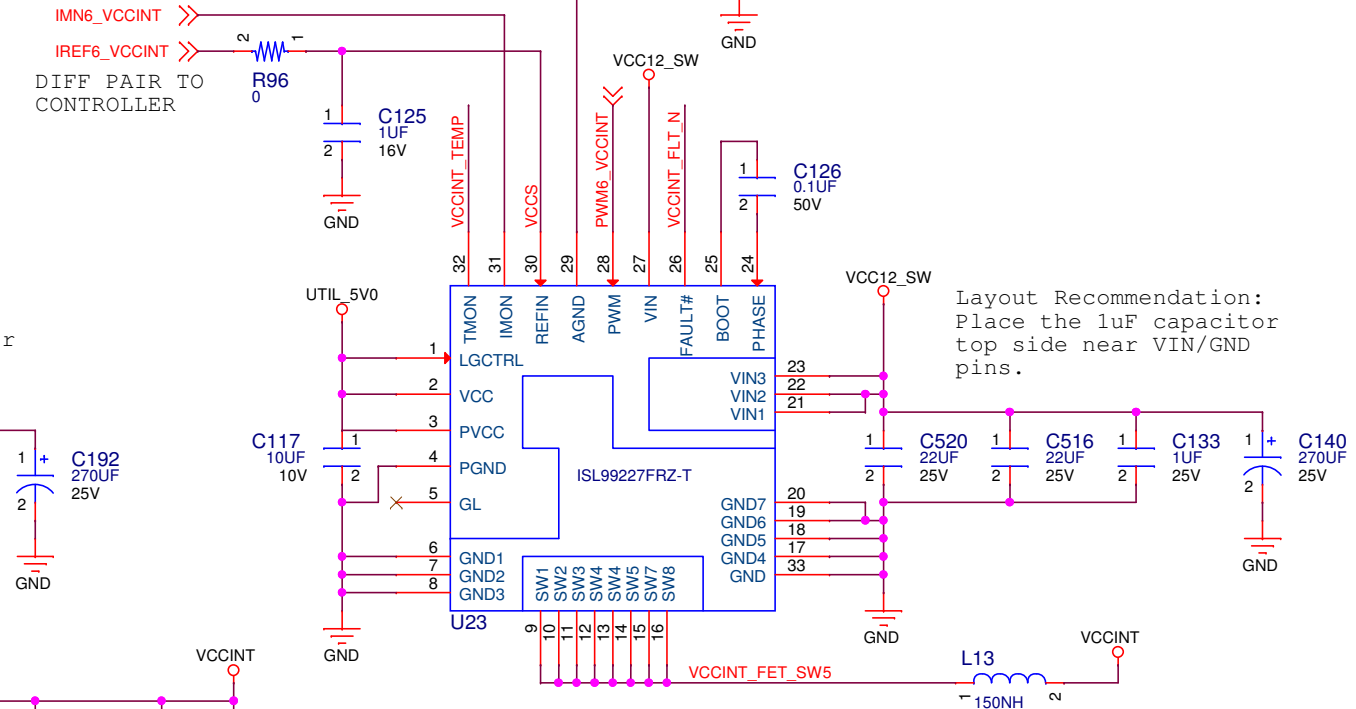 IMN6_VCCINT
IREF6_VCCINT
2
1
R96
0
DIFF PAIR TO
CONTROLLER
1
2
C125
1UF
16V
GND
GND
VCC12_SW
VCCINT_TEMP
VCCS
PWM6_VCCINT
VCCINT_FLT_N
1
2
C126
0.1UF
50V
32
31
30
29
28
27
26
25
24
TMON
IMON
REFIN
AGND
PWM
VIN
FAULT#
BOOT
PHASE
UTIL_5V0
VCC12_SW
Layout Recommendation:
Place the 1uF capacitor
top side near VIN/GND
pins.
r
1
LGCTRL
2
VCC
3
PVCC
4
PGND
5
GL
6
GND1
7
GND2
8
GND3
VIN3
23
VIN2
22
VIN1
21
ISL99227FRZ-T
GND7
20
GND6
19
GND5
18
GND4
17
GND
33
C117
10UF
10V
1
2
1
+
2
C192
270UF
25V
GND
GND
1
2
C520
22UF
25V
1
2
C516
22UF
25V
1
2
C133
1UF
25V
1
+
2
C140
270UF
25V
GND
GND
SW1
SW2
SW3
SW4
SW4
SW5
SW7
SW8
U23
9
10
11
12
13
14
15
16
VCCINT_FET_SW5
L13
1
2
150NH
VCCINT
VCCINT